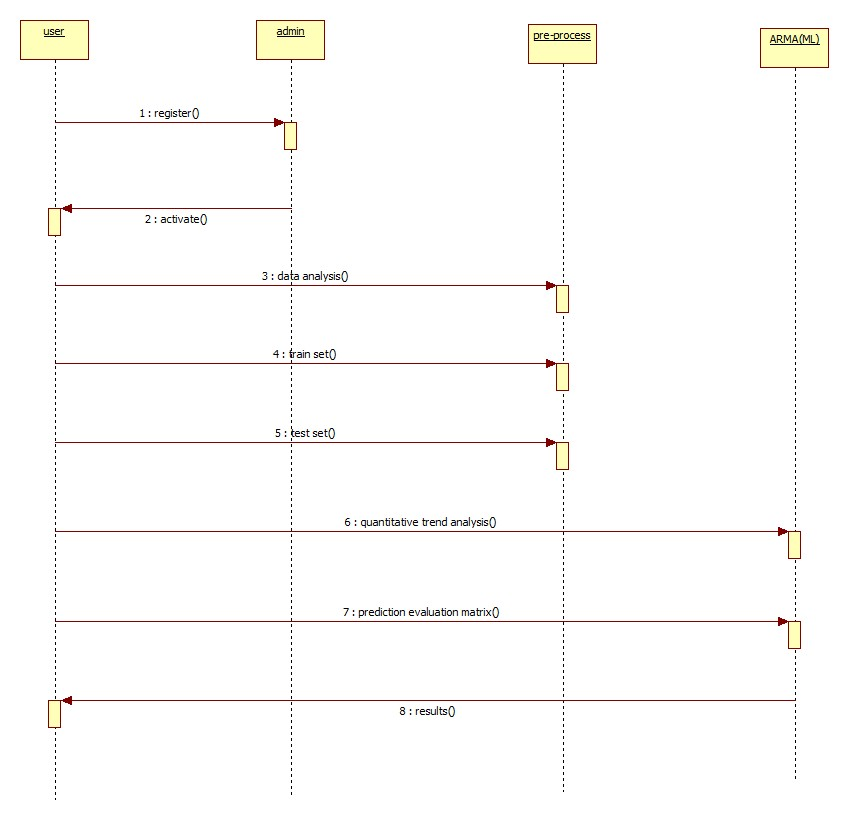 user
admin
pre-process
ARMA(ML)
1 : register()
2 : activate()
3 : data analysis()
4 : train set()
5 : test set()
6 : quantitative trend analysis()
7 : prediction evaluation matrix()
8 : results()